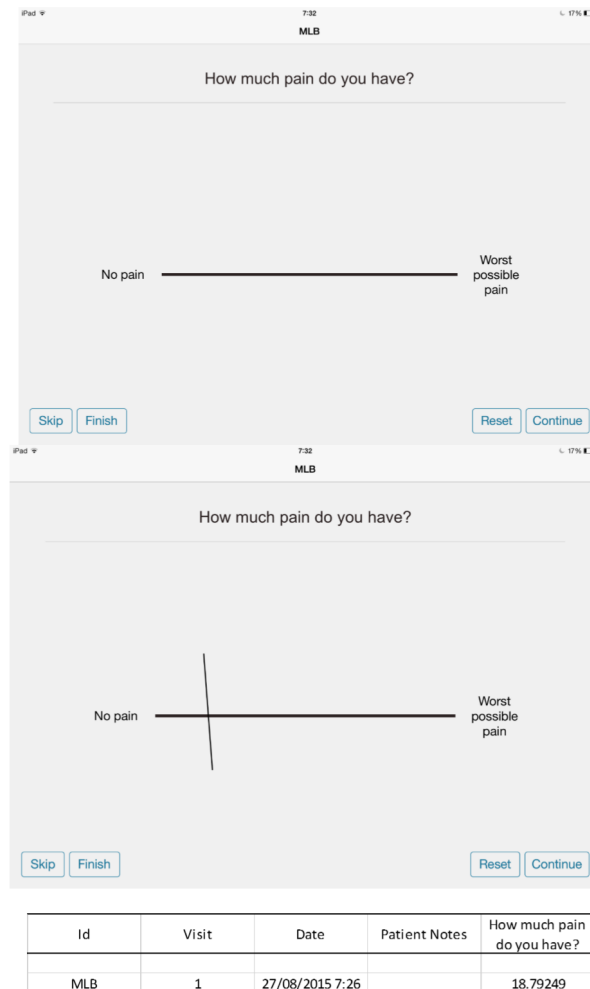 iPad 7:32 17%
MLB
How much pain do you have?
No pain
Worst
possible
pain
Skip Finish Reset Continue
iPad 7:32 17%
MLB
How much pain do you have?
No pain
Worst
possible
pain
Skip Finish Reset Continue
Id Visit Date Patient Notes How much pain
do you have?
MLB 1 27/08/2015 7:26 18.79249